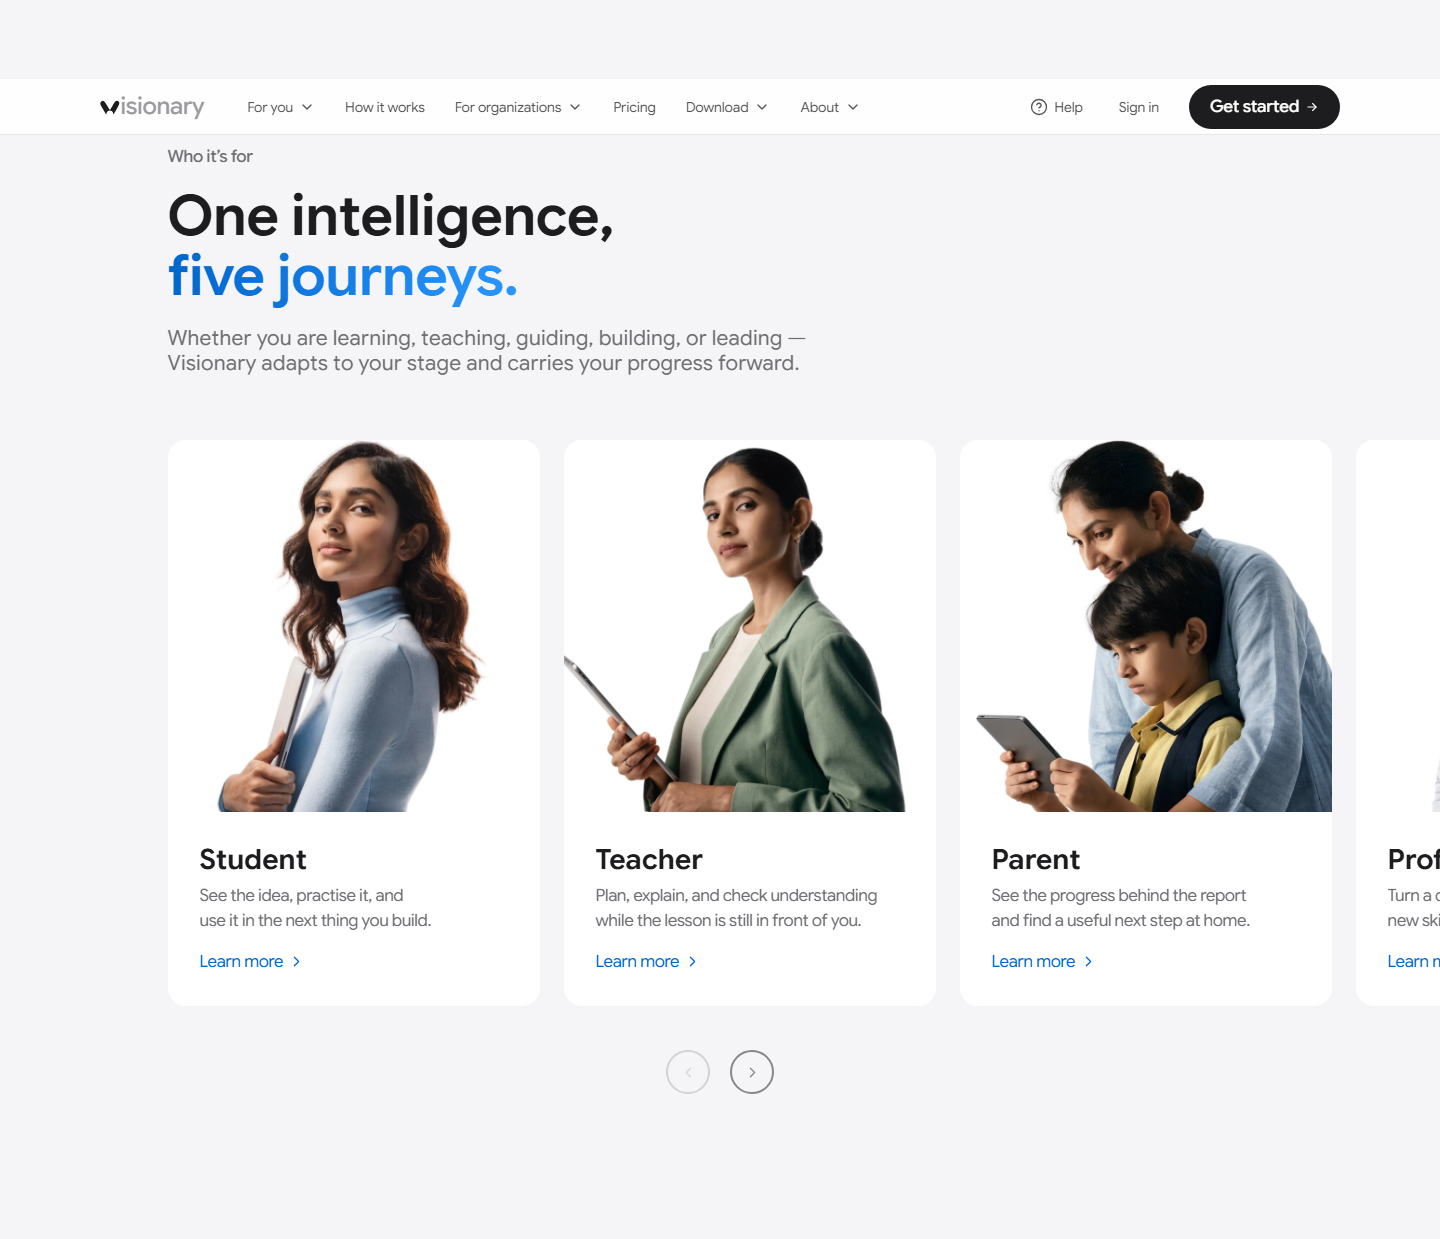 visionary
For you
How it works
For organizations
Pricing
Download
About
Help
Sign in
Get started
Who it's for
One intelligence,
five journeys.
Whether you are learning, teaching, guiding, building, or leading —
Visionary adapts to your stage and carries your progress forward.
Student
See the idea, practise it, and
use it in the next thing you build.
Learn more
Teacher
Plan, explain, and check understanding
while the lesson is still in front of you.
Learn more
Parent
See the progress behind the report
and find a useful next step at home.
Learn more
Turn a
new
Learn